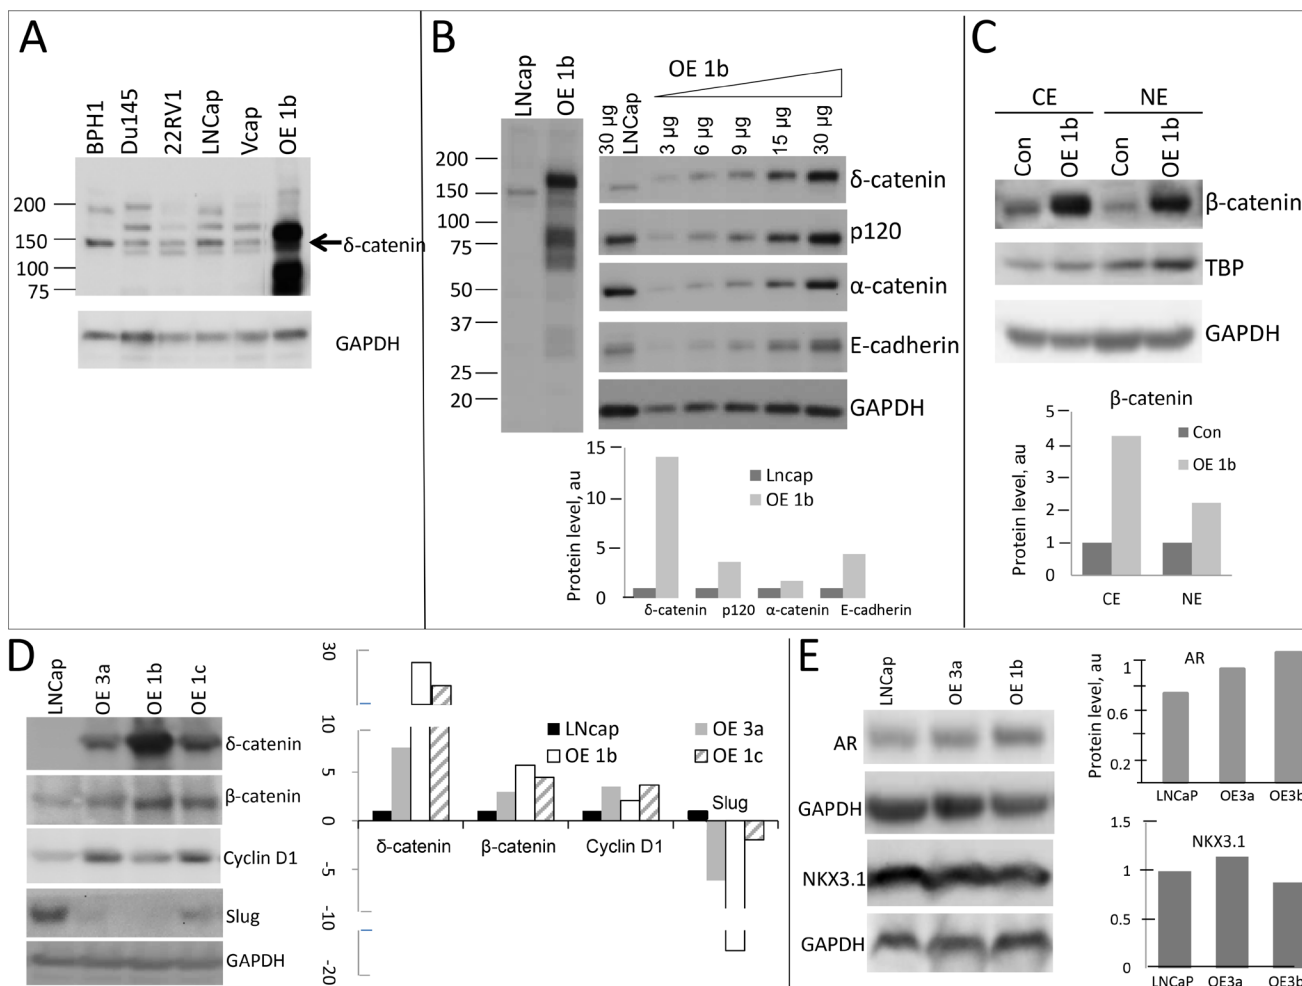 A
BPH1
Du145
22RV1
LNCap
Vcap
OE 1b
200
150
100
75
δ-catenin
GAPDH
B
LNcap
OE 1b
200
150
100
75
50
37
25
20
OE 1b
30 µg
LNCap
3 µg
6 µg
9 µg
15 µg
30 µg
δ-catenin
p120
α-catenin
E-cadherin
GAPDH
Protein level, au
15
10
5
0
Lncap
OE 1b
δ-catenin p120 α-catenin E-cadherin
C
CE NE
Con
OE 1b
Con
OE 1b
β-catenin
TBP
GAPDH
β-catenin
Protein level, au
5
4
3
2
1
0
Con
OE 1b
CE NE
D
LNCap
OE 3a
OE 1b
OE 1c
δ-catenin
β-catenin
Cyclin D1
Slug
GAPDH
30
10
5
0
-5
-10
-10
-20
LNcap OE 3a
OE 1b OE 1c
Slug
δ-catenin β-catenin Cyclin D1
E
LNCap
OE 3a
OE 1b
AR
GAPDH
NKX3.1
GAPDH
Protein level, au
AR
1
0.6
0.2
LNCaP OE3a OE3b
NKX3.1
1.5
1
0.5
0
LNCaP OE3a OE3b